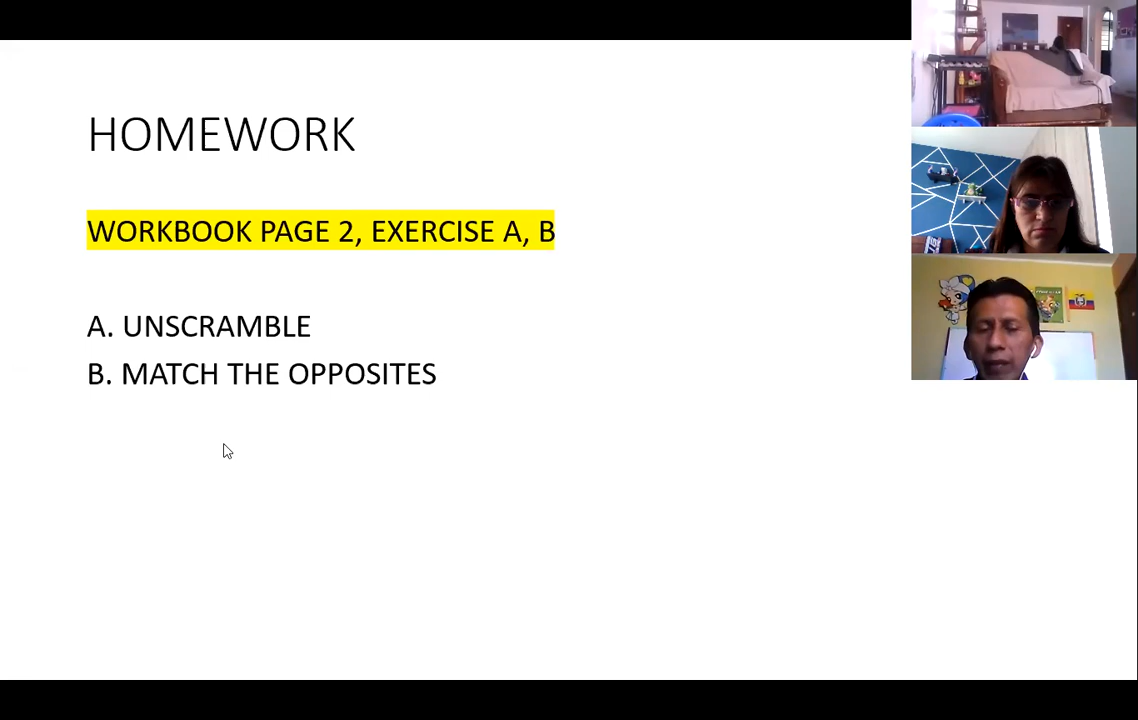 HOMEWORK
WORKBOOK PAGE 2, EXERCISE A, B
A. UNSCRAMBLE
B. MATCH THE OPPOSITES